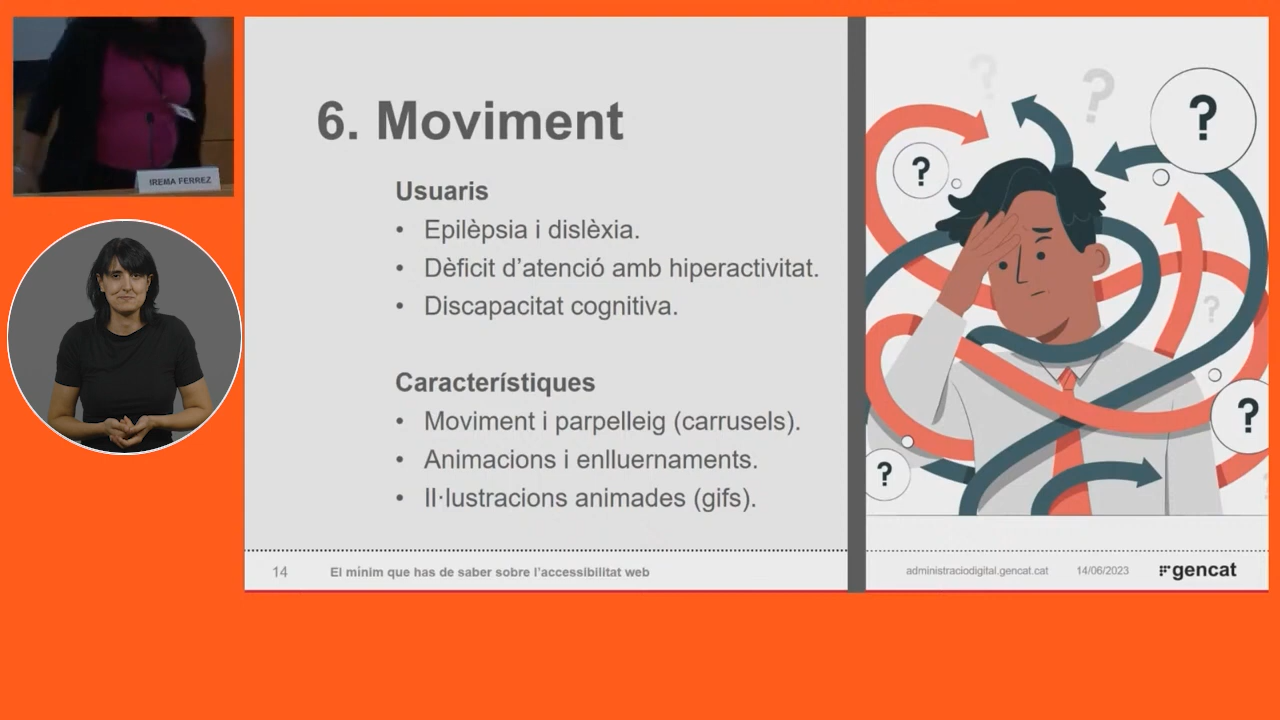 IREMA FERREZ
6. Moviment
Usuaris
• Epilèpsia i dislèxia.
• Dèficit d’atenció amb hiperactivitat.
• Discapacitat cognitiva.
Característiques
• Moviment i parpelleig (carrusels).
• Animacions i enlluernaments.
• Il·lustracions animades (gifs).
14
El mínim que has de saber sobre l’accessibilitat web
?
?
?
?
?
?
?
administraciodigital.gencat.cat
14/06/2023
gencat